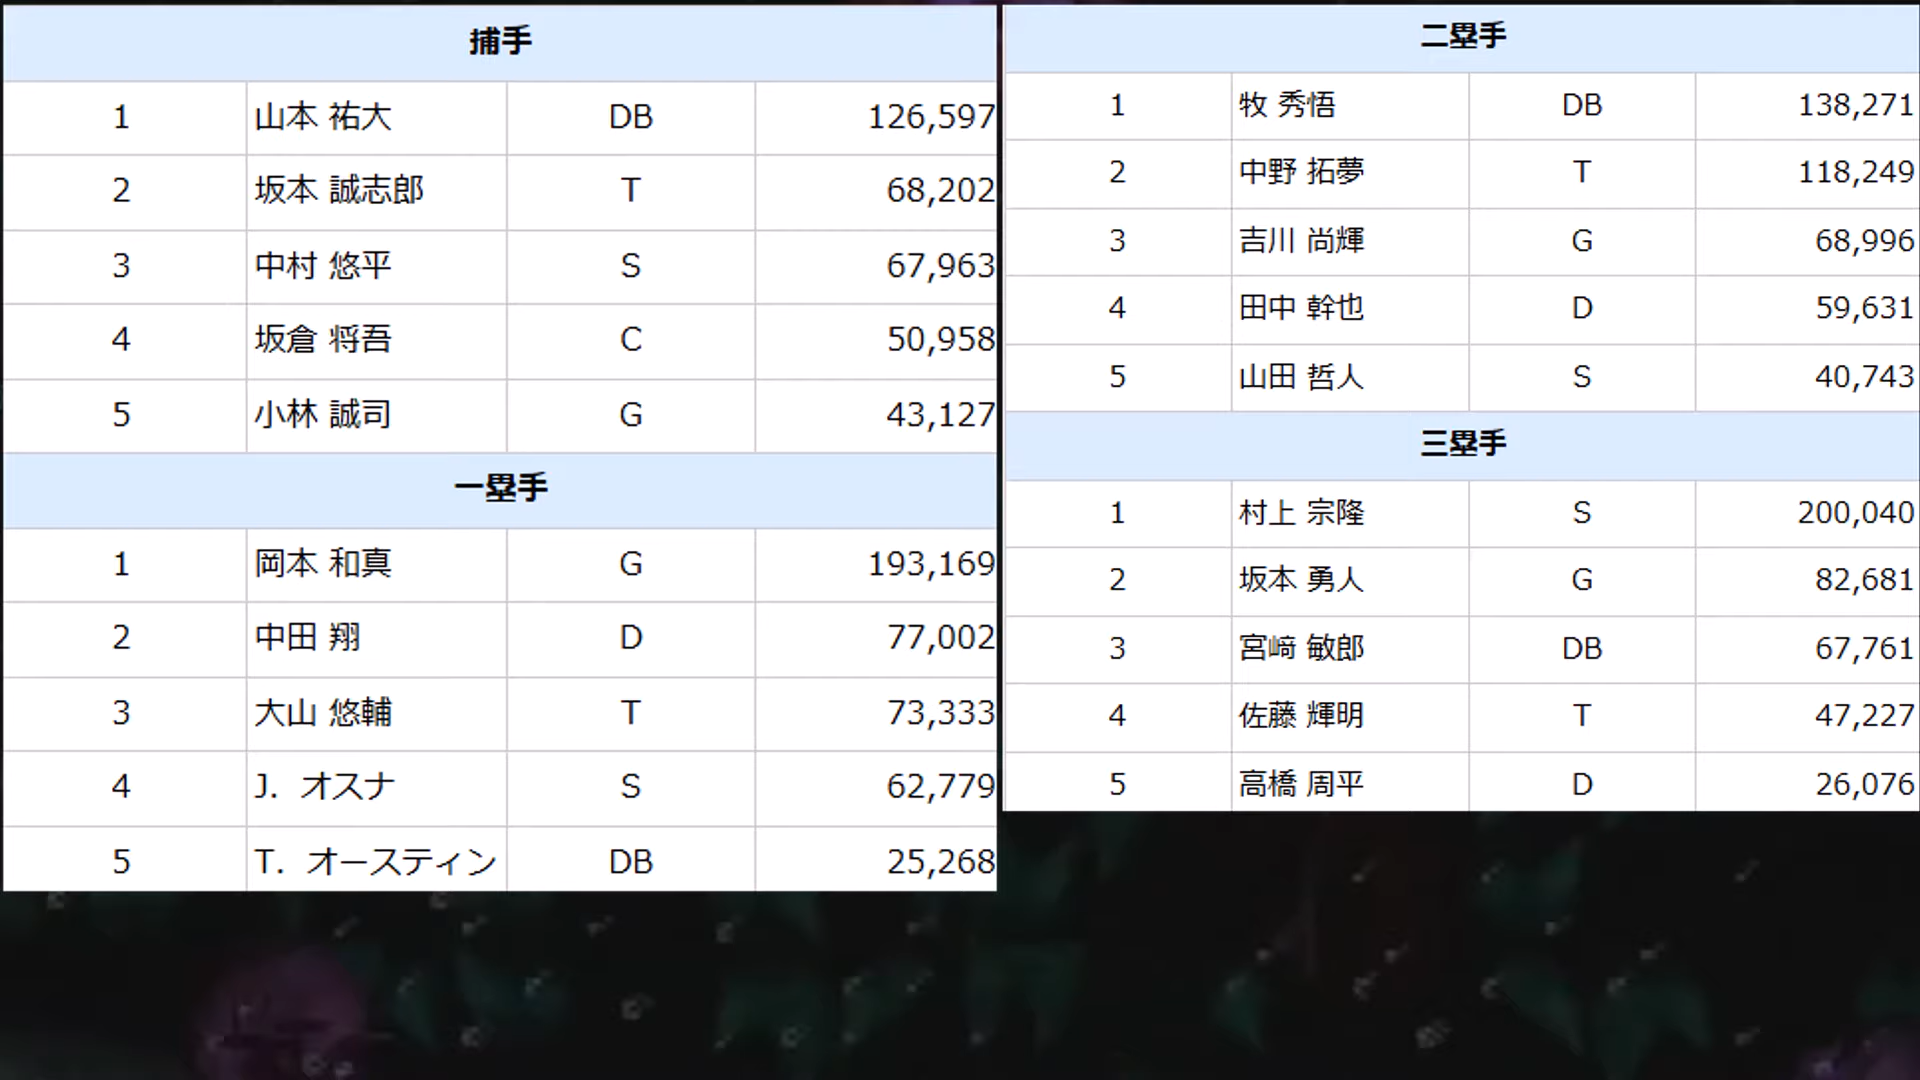 捕手
1 山本 祐大 DB 126,597
2 坂本 誠志郎 T 68,202
3 中村 悠平 S 67,963
4 坂倉 将吾 C 50,958
5 小林 誠司 G 43,127
一塁手
1 岡本 和真 G 193,169
2 中田 翔 D 77,002
3 大山 悠輔 T 73,333
4 J．オスナ S 62,779
5 T．オースティン DB 25,268
二塁手
1 牧 秀悟 DB 138,271
2 中野 拓夢 T 118,249
3 吉川 尚輝 G 68,996
4 田中 幹也 D 59,631
5 山田 哲人 S 40,743
三塁手
1 村上 宗隆 S 200,040
2 坂本 勇人 G 82,681
3 宮﨑 敏郎 DB 67,761
4 佐藤 輝明 T 47,227
5 高橋 周平 D 26,076